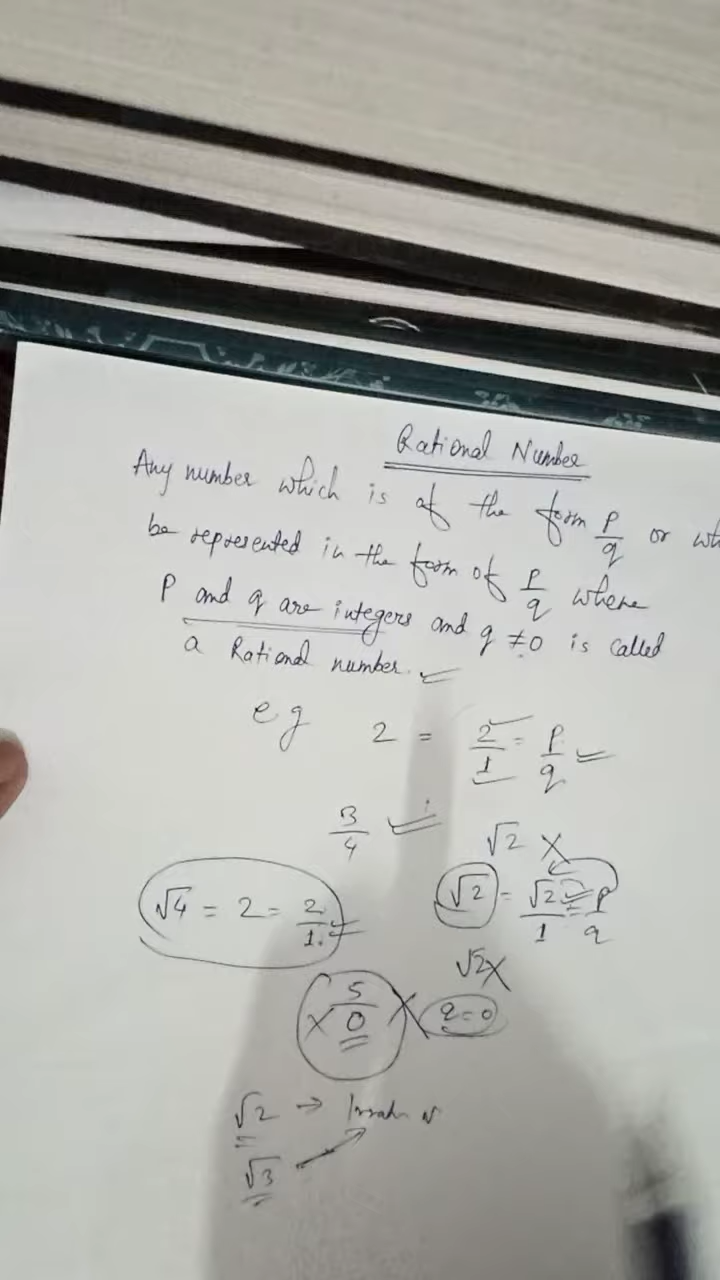 Rational Number
Any number which is of the form p/q or
be represented in the form of p/q where
p and q are integers and q ≠ 0 is called
a Rational number.
eg 2 = 2/1 = p/q
3/4
√2 ×
√4 = 2 = 2/1
√2 = √2/1 = p/q
√2 ×
× 5/0 × q=0
√2 →
√3